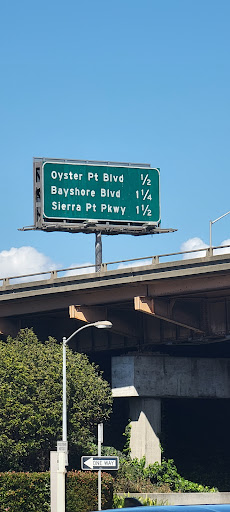 Oyster Pt Blvd ½
Bayshore Blvd 1¼
Sierra Pt Pkwy 1½
ONE WAY